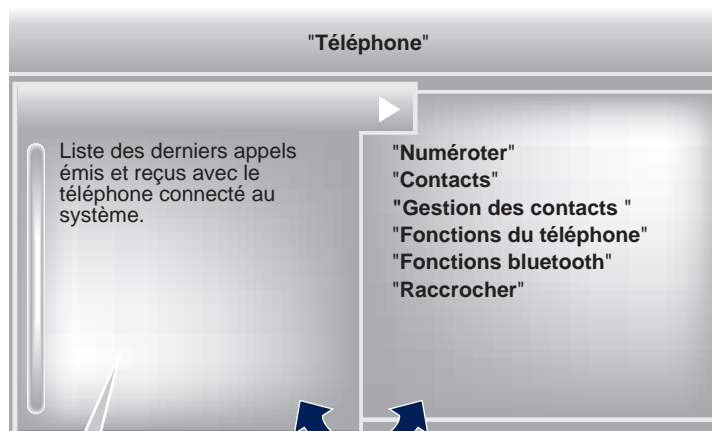 "Téléphone"
Liste des derniers appels
émis et reçus avec le
téléphone connecté au
système.
"Numéroter"
"Contacts"
"Gestion des contacts "
"Fonctions du téléphone"
"Fonctions bluetooth"
"Raccrocher"